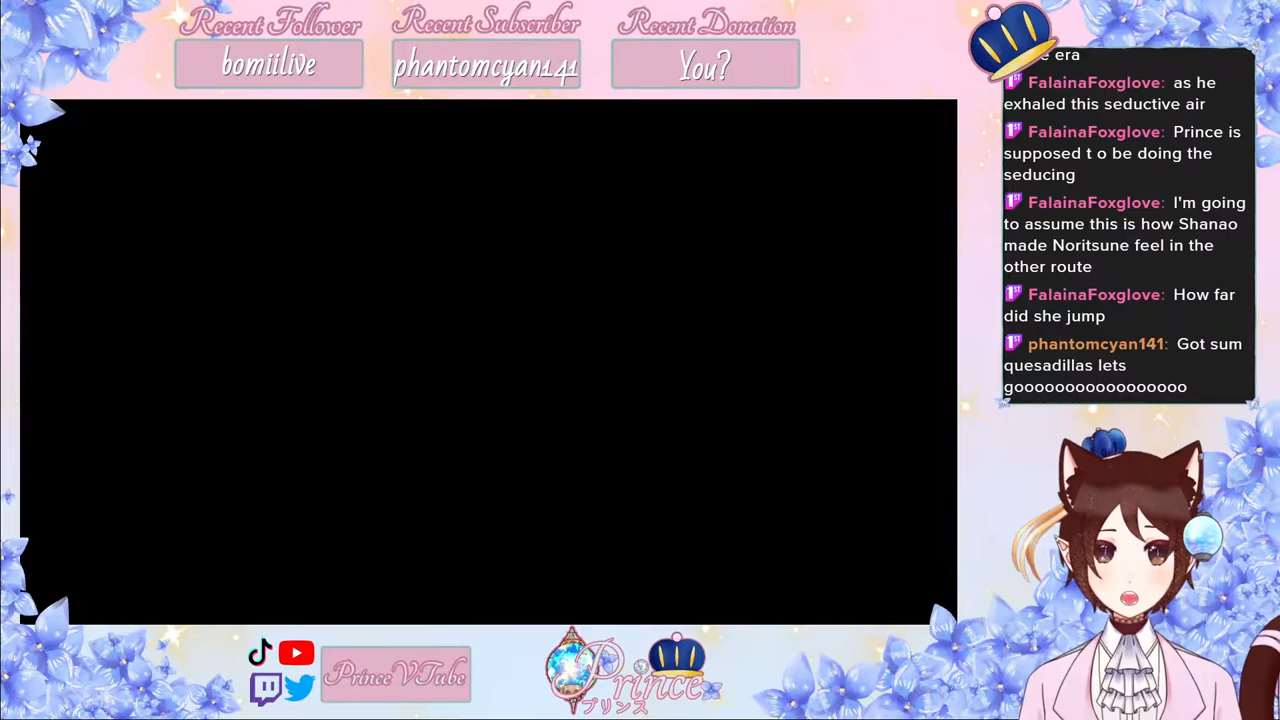 Recent Follower
bomiilive
Recent Subscriber
phantomcyan141
Recent Donation
You?
e era
FalainaFoxglove: as he
exhaled this seductive air
FalainaFoxglove: Prince is
supposed t o be doing the
seducing
FalainaFoxglove: I'm going
to assume this is how Shanao
made Noritsune feel in the
other route
FalainaFoxglove: How far
did she jump
phantomcyan141: Got sum
quesadillas lets
gooooooooooooooooo
Prince VTube
Prince
プリンス